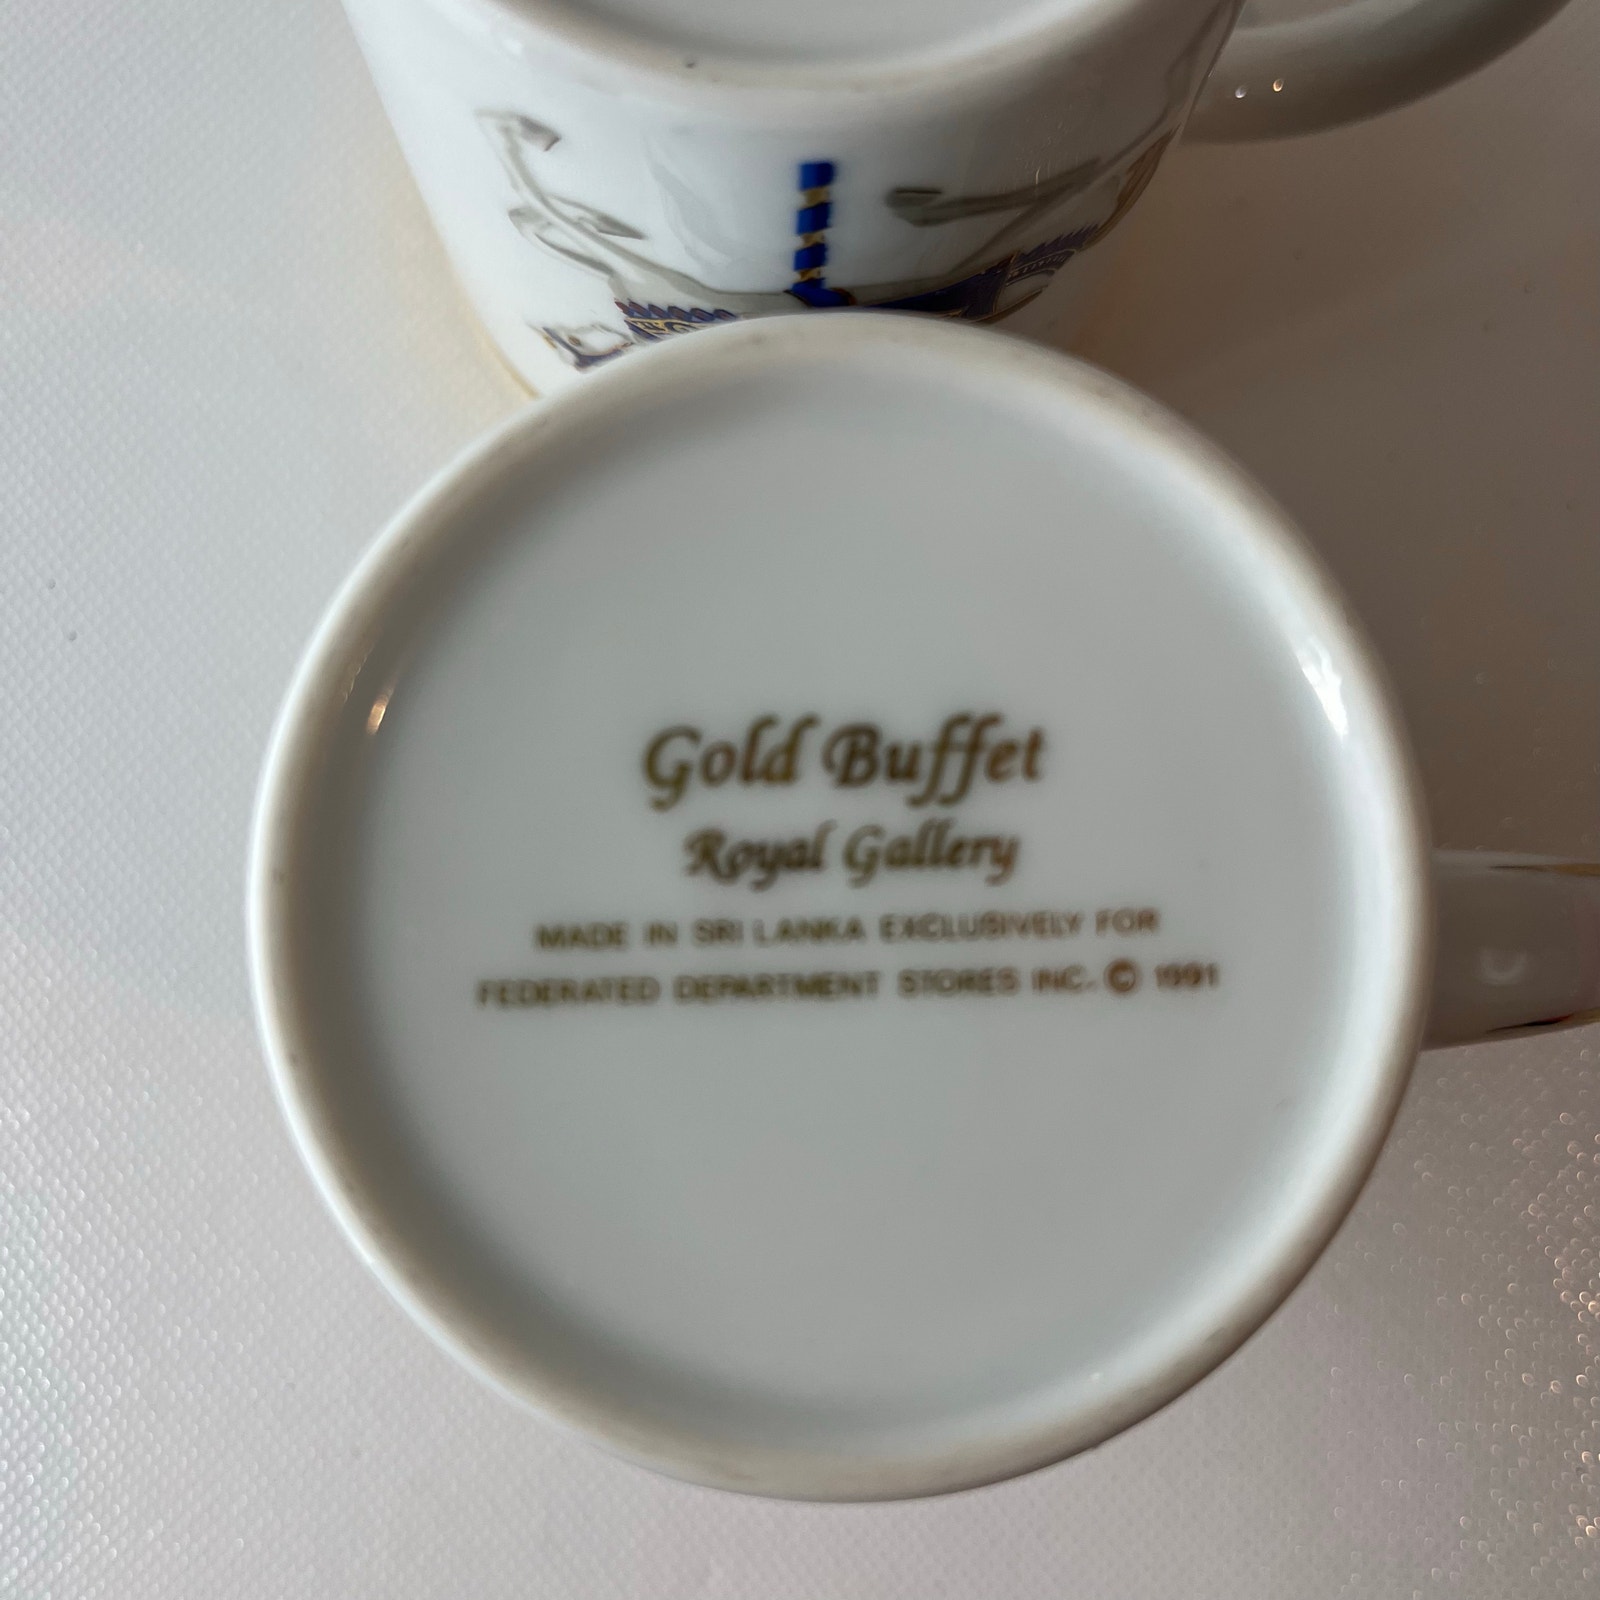 Gold Buffet
Royal Gallery
MADE IN SRI LANKA EXCLUSIVELY FOR
FEDERATED DEPARTMENT STORES INC. © 1991